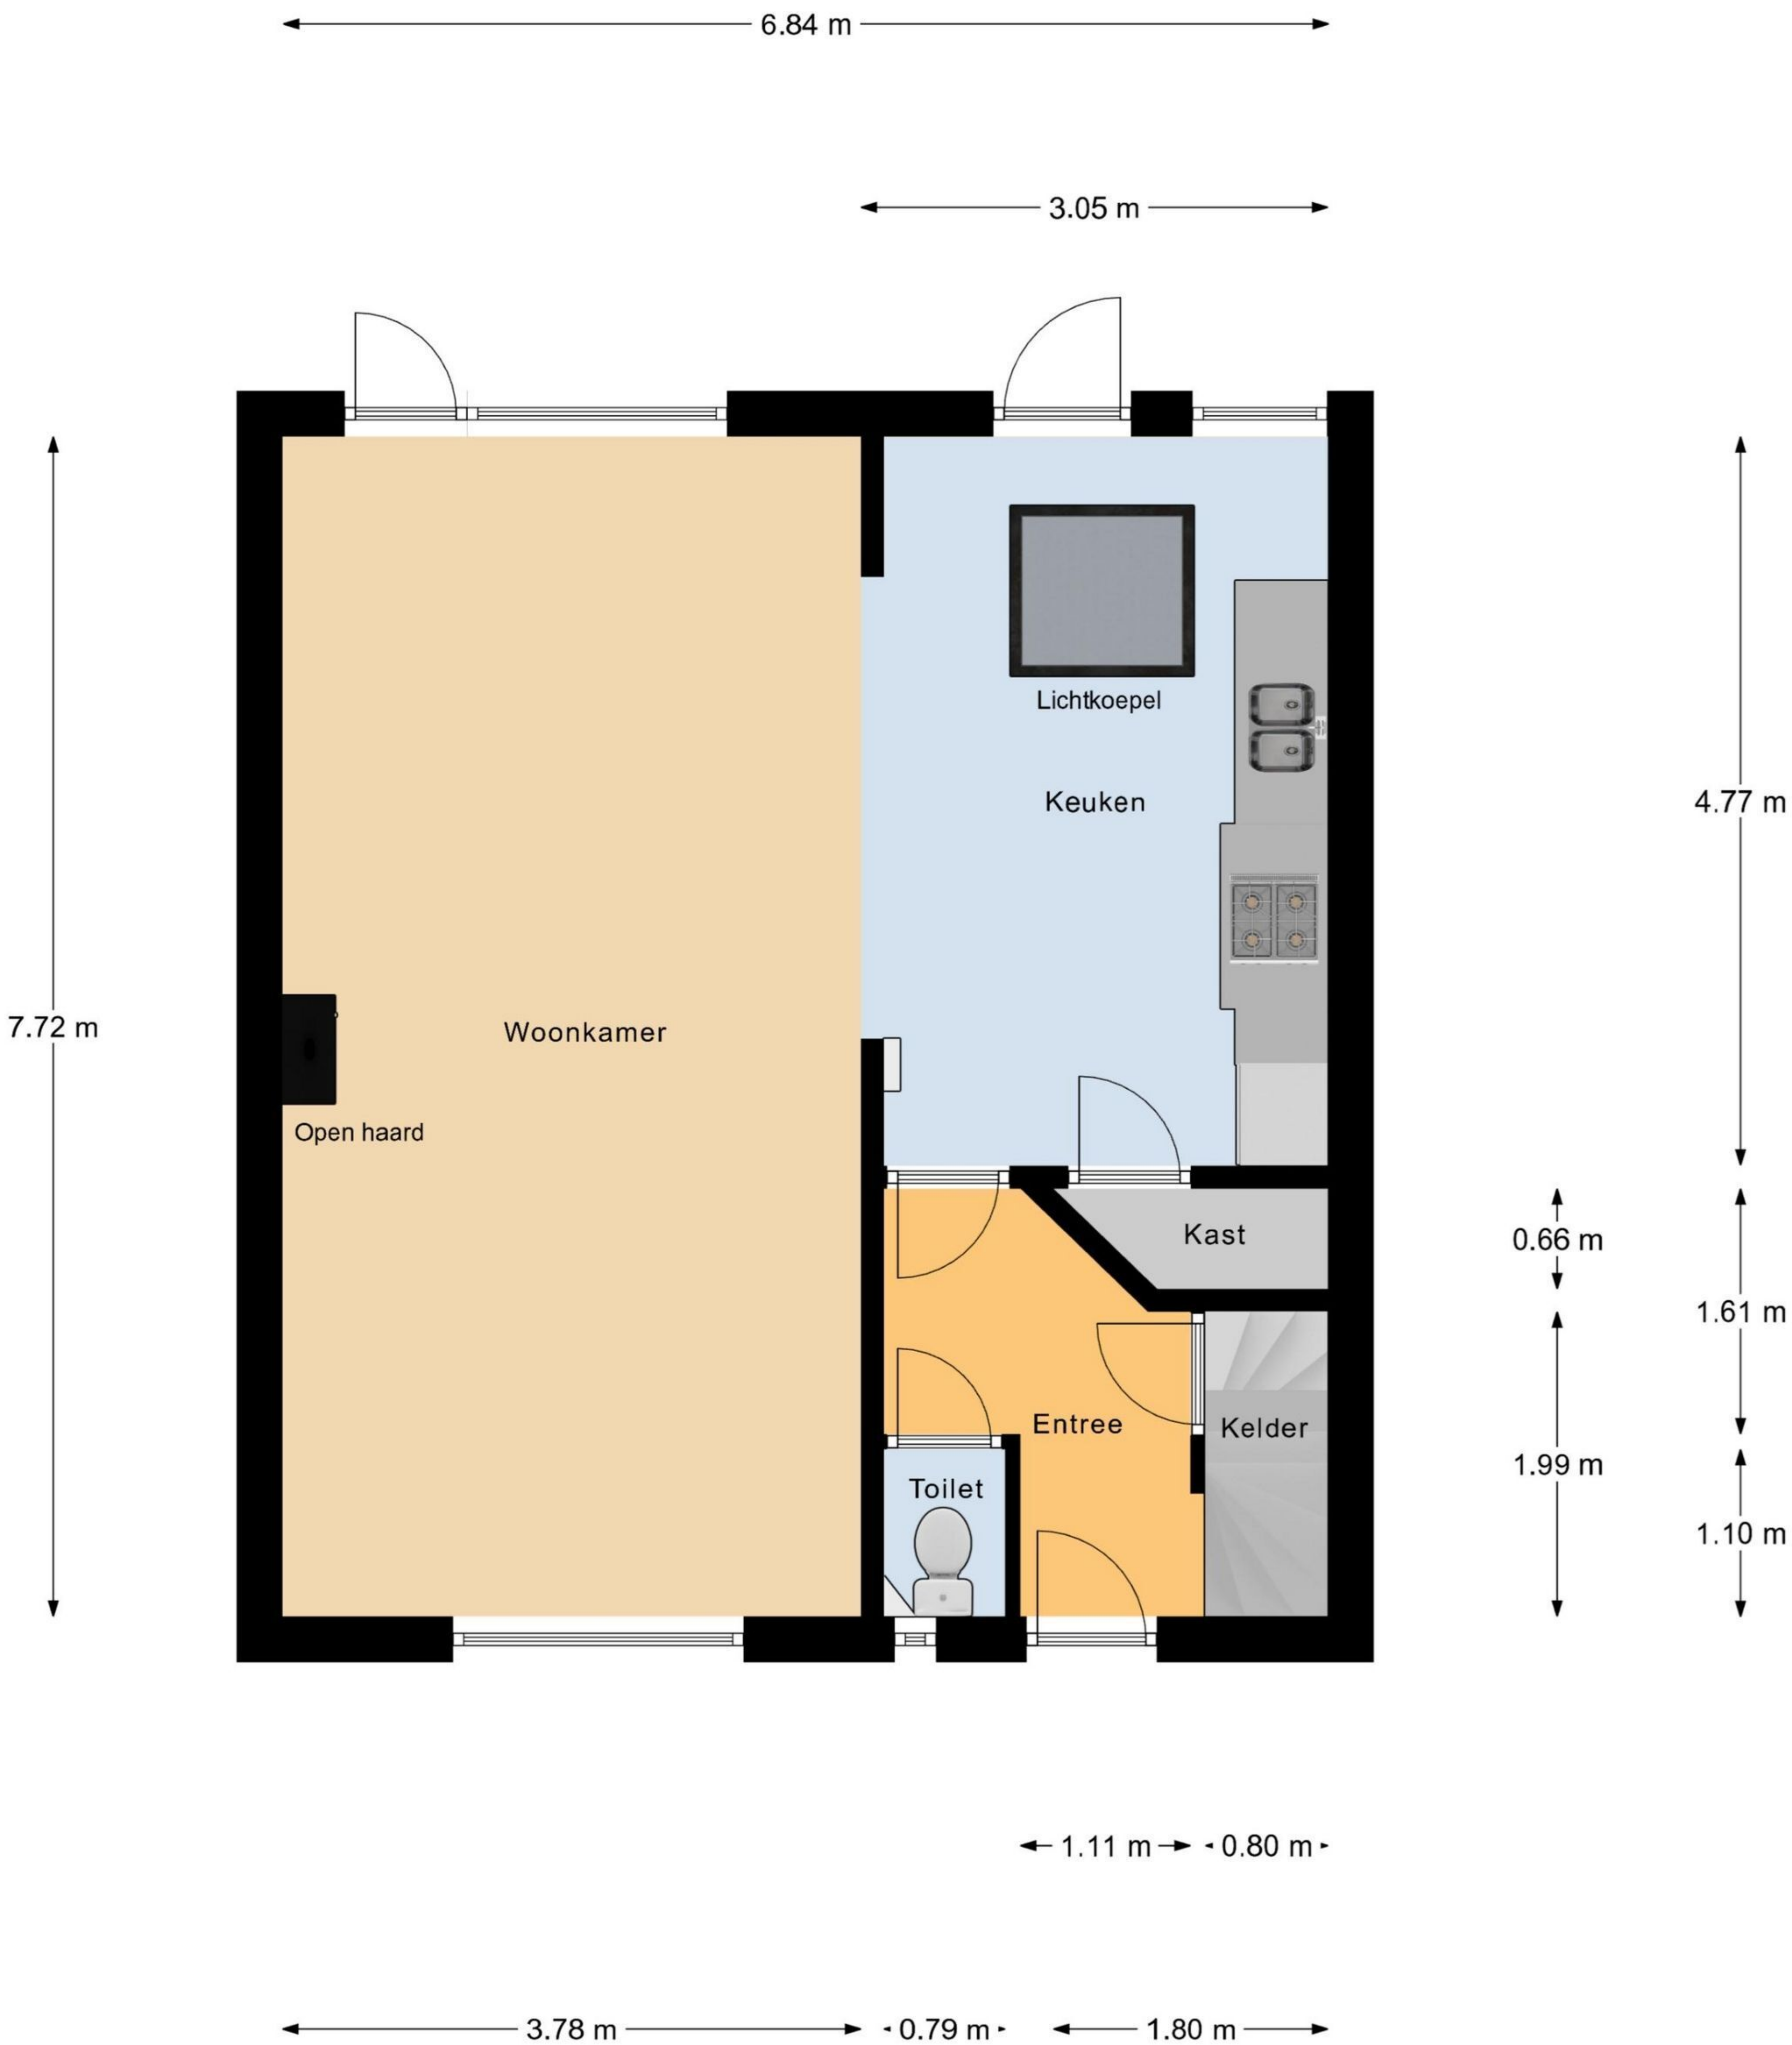 6.84 m
3.05 m
Lichtkoepel
Keuken
4.77 m
7.72 m
Woonkamer
Open haard
Kast
0.66 m
1.61 m
Entree
Kelder
1.99 m
Toilet
1.10 m
1.11 m
0.80 m
3.78 m
0.79 m
1.80 m